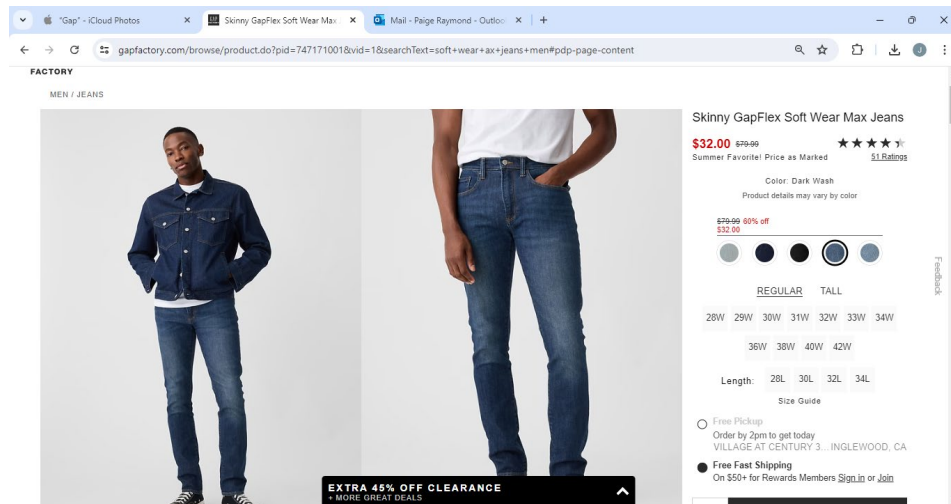 "Gap" - iCloud Photos
Skinny GapFlex Soft Wear Max
Mail - Paige Raymond - Outloo
gapfactory.com/browse/product.do?pid=747171001&vid=1&searchText=soft+wear+ax+jeans+men#pdp-page-content
J
FACTORY
MEN / JEANS
Skinny GapFlex Soft Wear Max Jeans
$32.00 $79.99
Summer Favorite! Price as Marked
51 Ratings
Color: Dark Wash
Product details may vary by color
$79.99 60% off
$32.00
Feedback
REGULAR TALL
28W 29W 30W 31W 32W 33W 34W
36W 38W 40W 42W
Length: 28L 30L 32L 34L
Size Guide
Free Pickup
Order by 2pm to get today
VILLAGE AT CENTURY 3... INGLEWOOD, CA
Free Fast Shipping
On $50+ for Rewards Members Sign in or Join
EXTRA 45% OFF CLEARANCE
+ MORE GREAT DEALS